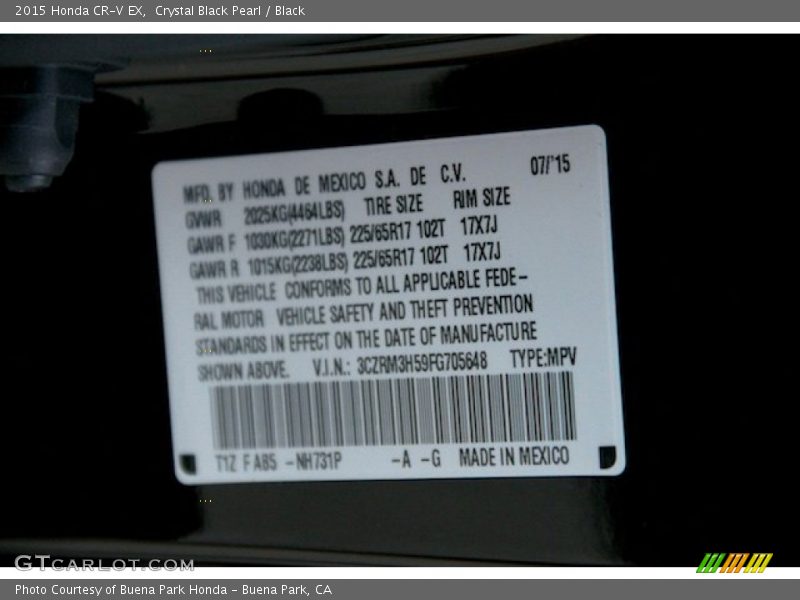 2015 Honda CR-V EX,  Crystal Black Pearl / Black
MFD. BY HONDA DE MEXICO S.A. DE C.V. 07/'15
GVWR 2025KG(4464LBS) TIRE SIZE RIM SIZE
GAWR F 1030KG(2271LBS) 225/65R17 102T 17X7J
GAWR R 1015KG(2238LBS) 225/65R17 102T 17X7J
THIS VEHICLE CONFORMS TO ALL APPLICABLE FEDE-
RAL MOTOR VEHICLE SAFETY AND THEFT PREVENTION
STANDARDS IN EFFECT ON THE DATE OF MANUFACTURE
SHOWN ABOVE. V.I.N.: 3CZRM3H59FG705648 TYPE:MPV
T1Z F AB5 -NH731P -A -G MADE IN MEXICO
GTCARLOT.COM
Photo Courtesy of Buena Park Honda - Buena Park, CA